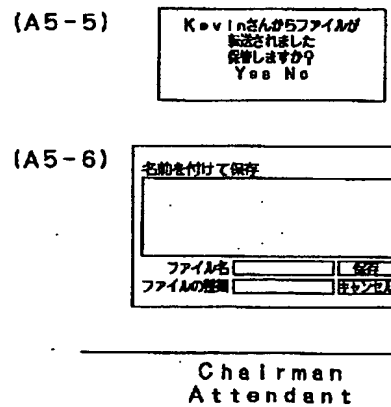 (A5-5)
Kevinさんからファイルが
転送されました
保管しますか?
Yes No
(A5-6)
名前を付けて保存
ファイル名
保存
ファイルの種類
キャンセル
Chairman
Attendant